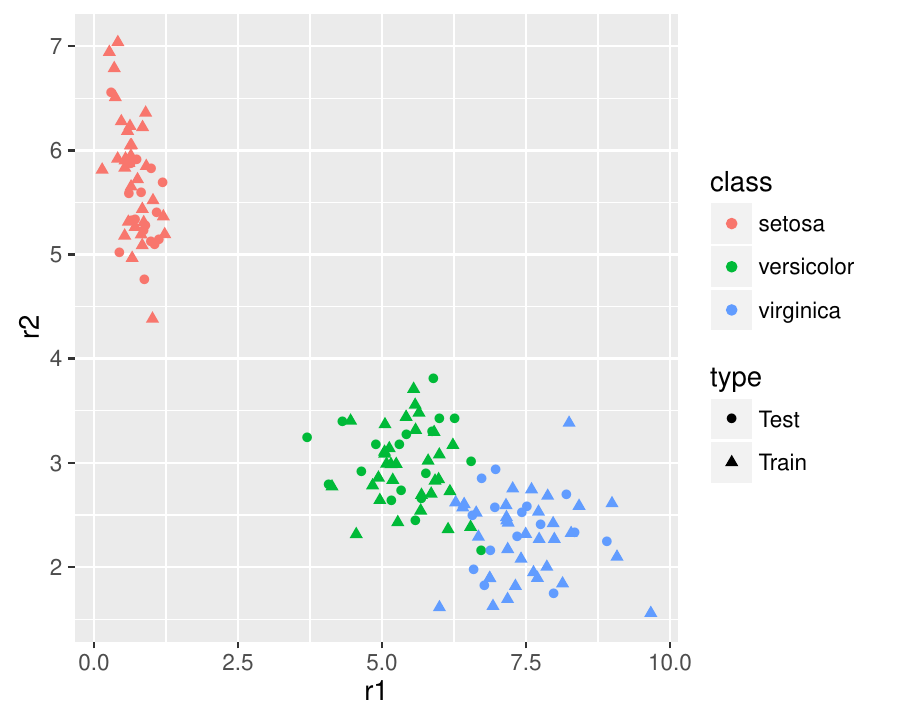 7
6
5
4
3
2
r2
0.0 2.5 5.0 7.5 10.0
r1
class
setosa
versicolor
virginica
type
Test
Train